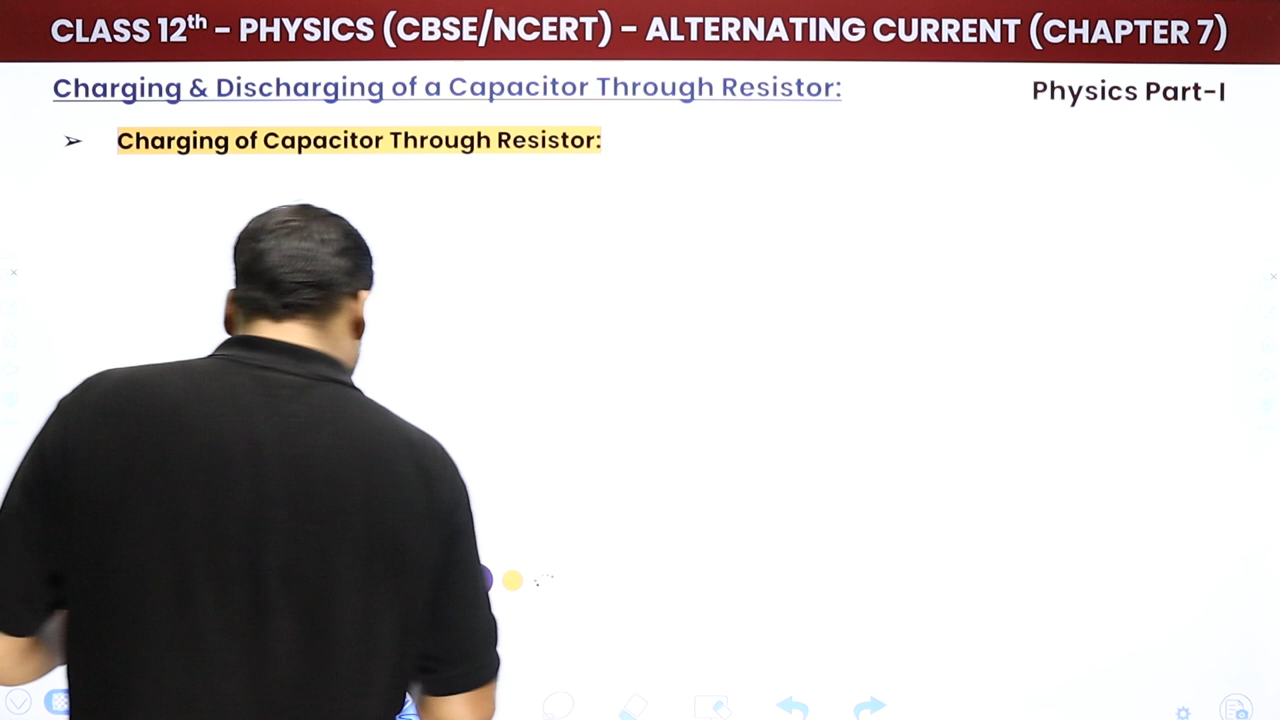 CLASS 12th – PHYSICS (CBSE/NCERT) – ALTERNATING CURRENT (CHAPTER 7)
Charging & Discharging of a Capacitor Through Resistor:
Physics Part-I
➢ Charging of Capacitor Through Resistor: